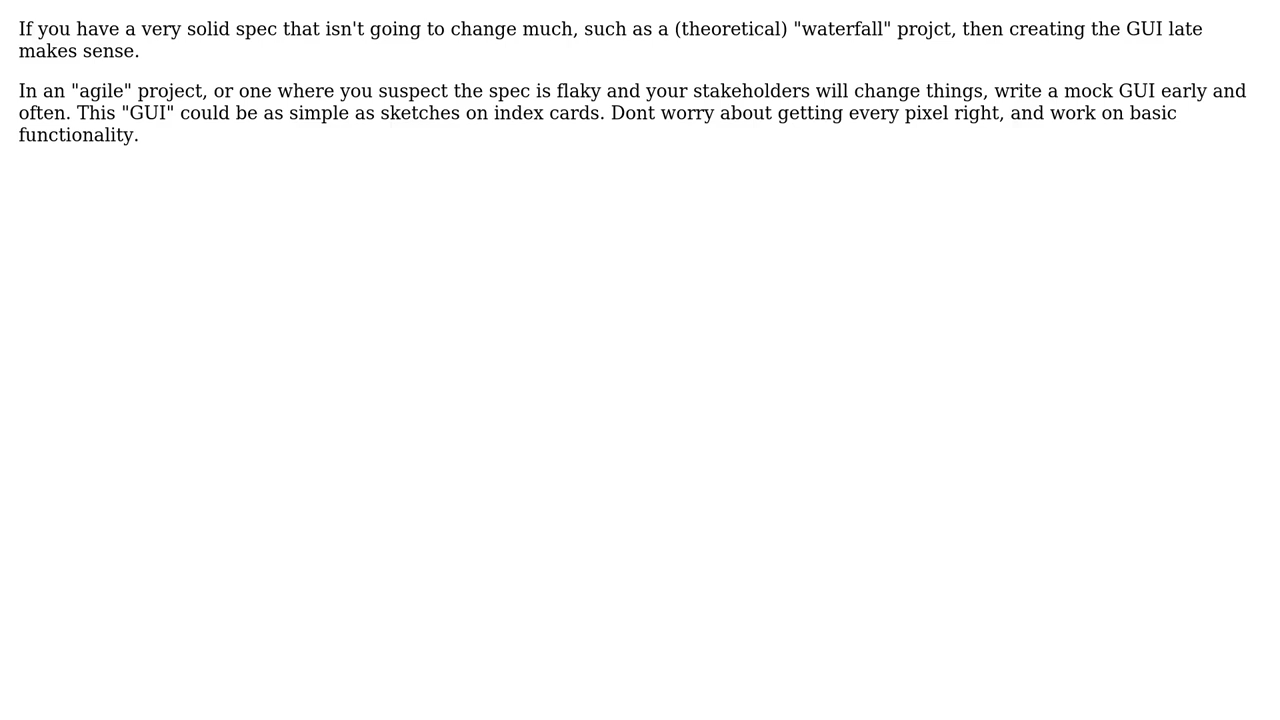 If you have a very solid spec that isn't going to change much, such as a (theoretical) "waterfall" projct, then creating the GUI late
makes sense.
In an "agile" project, or one where you suspect the spec is flaky and your stakeholders will change things, write a mock GUI early and
often. This "GUI" could be as simple as sketches on index cards. Dont worry about getting every pixel right, and work on basic
functionality.